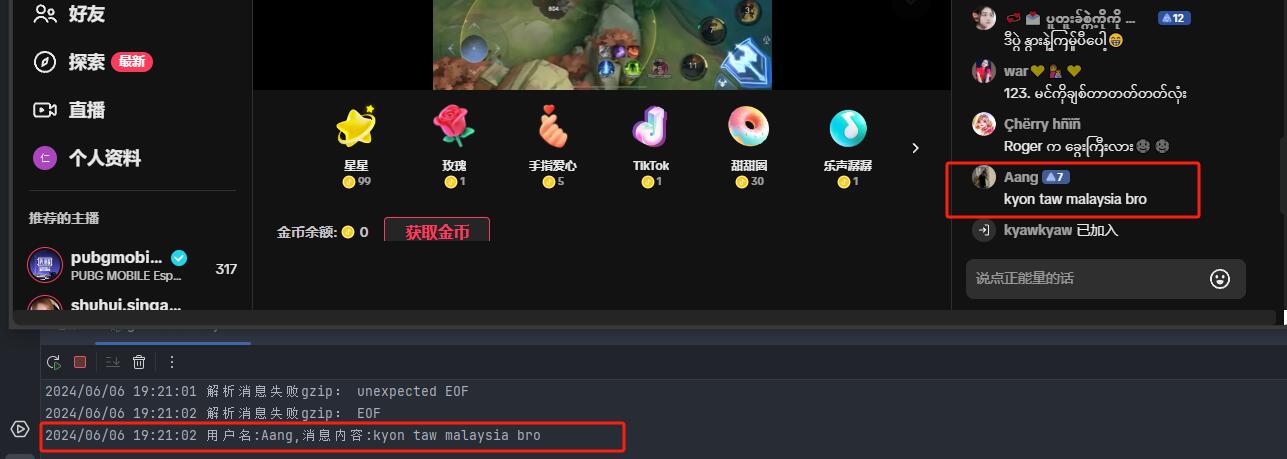 好友
探索 最新
直播
个人资料
推荐的主播
pubgmobi...
PUBG MOBILE Esp...
317
shuhui.singa...
星星
99
玫瑰
1
手指爱心
5
TikTok
1
甜甜圈
30
乐声孱孱
1
金币余额: 0 获取金币
ပူတူးခ်စ္စကဲ့ကိုကို ... 12
ဒီပွဲ နွားနဲ့ကြမ်မှုပီပေါ့
war
123. မင်ကိုချစ်တာတတ်တတ်လုံး
Çhërry hñïñ
Roger က ခွေးကြီးလား
Aang 7
kyon taw malaysia bro
kyawkyaw 已加入
说点正能量的话
2024/06/06 19:21:01 解析消息失败gzip: unexpected EOF
2024/06/06 19:21:02 解析消息失败gzip: EOF
2024/06/06 19:21:02 用户名:Aang,消息内容:kyon taw malaysia bro